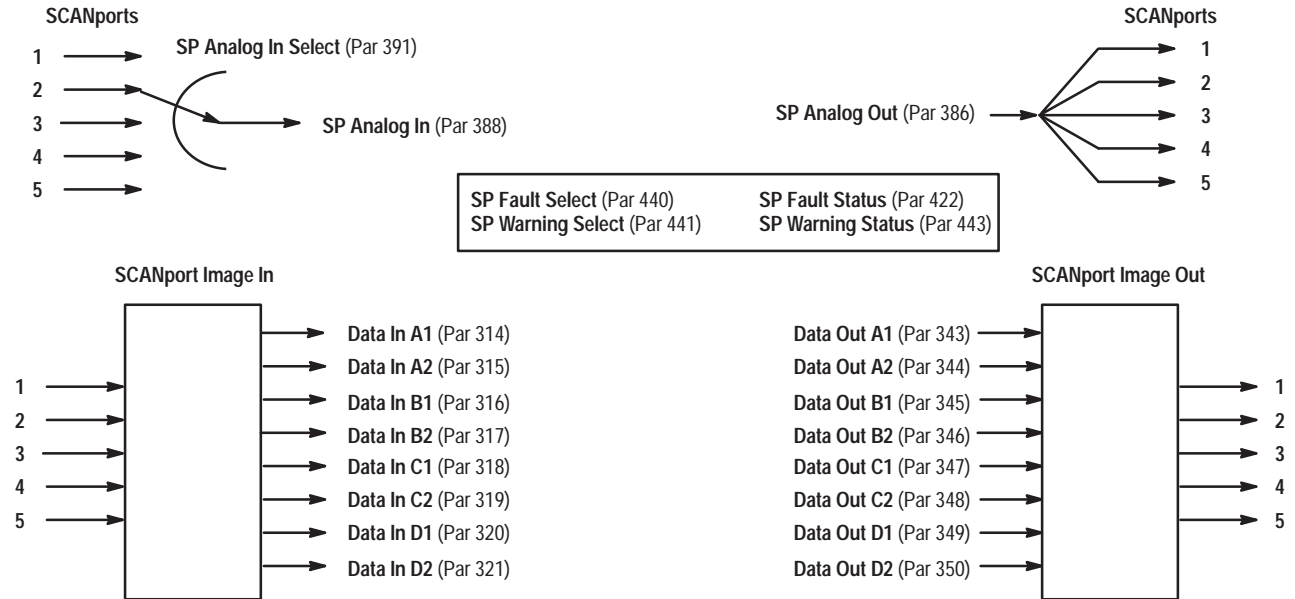 SCANports
SCANports
SP Analog In Select (Par 391)
1
2
3
4
5
SP Analog In (Par 388)
SP Analog Out (Par 386)
1
2
3
4
5
SP Fault Select (Par 440) SP Fault Status (Par 422)
SP Warning Select (Par 441) SP Warning Status (Par 443)
SCANport Image In
1
2
3
4
5
Data In A1 (Par 314)
Data In A2 (Par 315)
Data In B1 (Par 316)
Data In B2 (Par 317)
Data In C1 (Par 318)
Data In C2 (Par 319)
Data In D1 (Par 320)
Data In D2 (Par 321)
SCANport Image Out
Data Out A1 (Par 343)
Data Out A2 (Par 344)
Data Out B1 (Par 345)
Data Out B2 (Par 346)
Data Out C1 (Par 347)
Data Out C2 (Par 348)
Data Out D1 (Par 349)
Data Out D2 (Par 350)
1
2
3
4
5